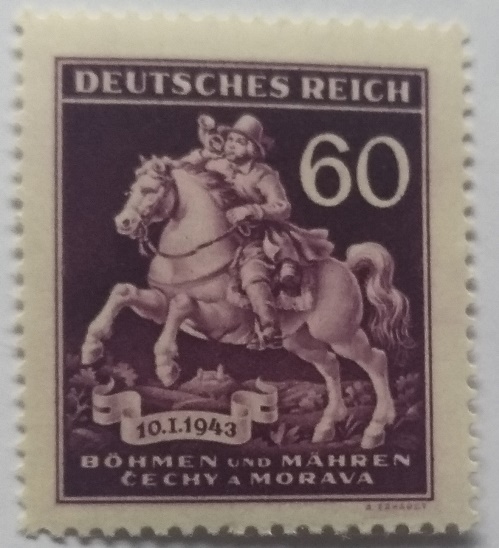 DEUTSCHES REICH
60
10.I.1943
BÖHMEN UND MÄHREN
ČECHY A MORAVA